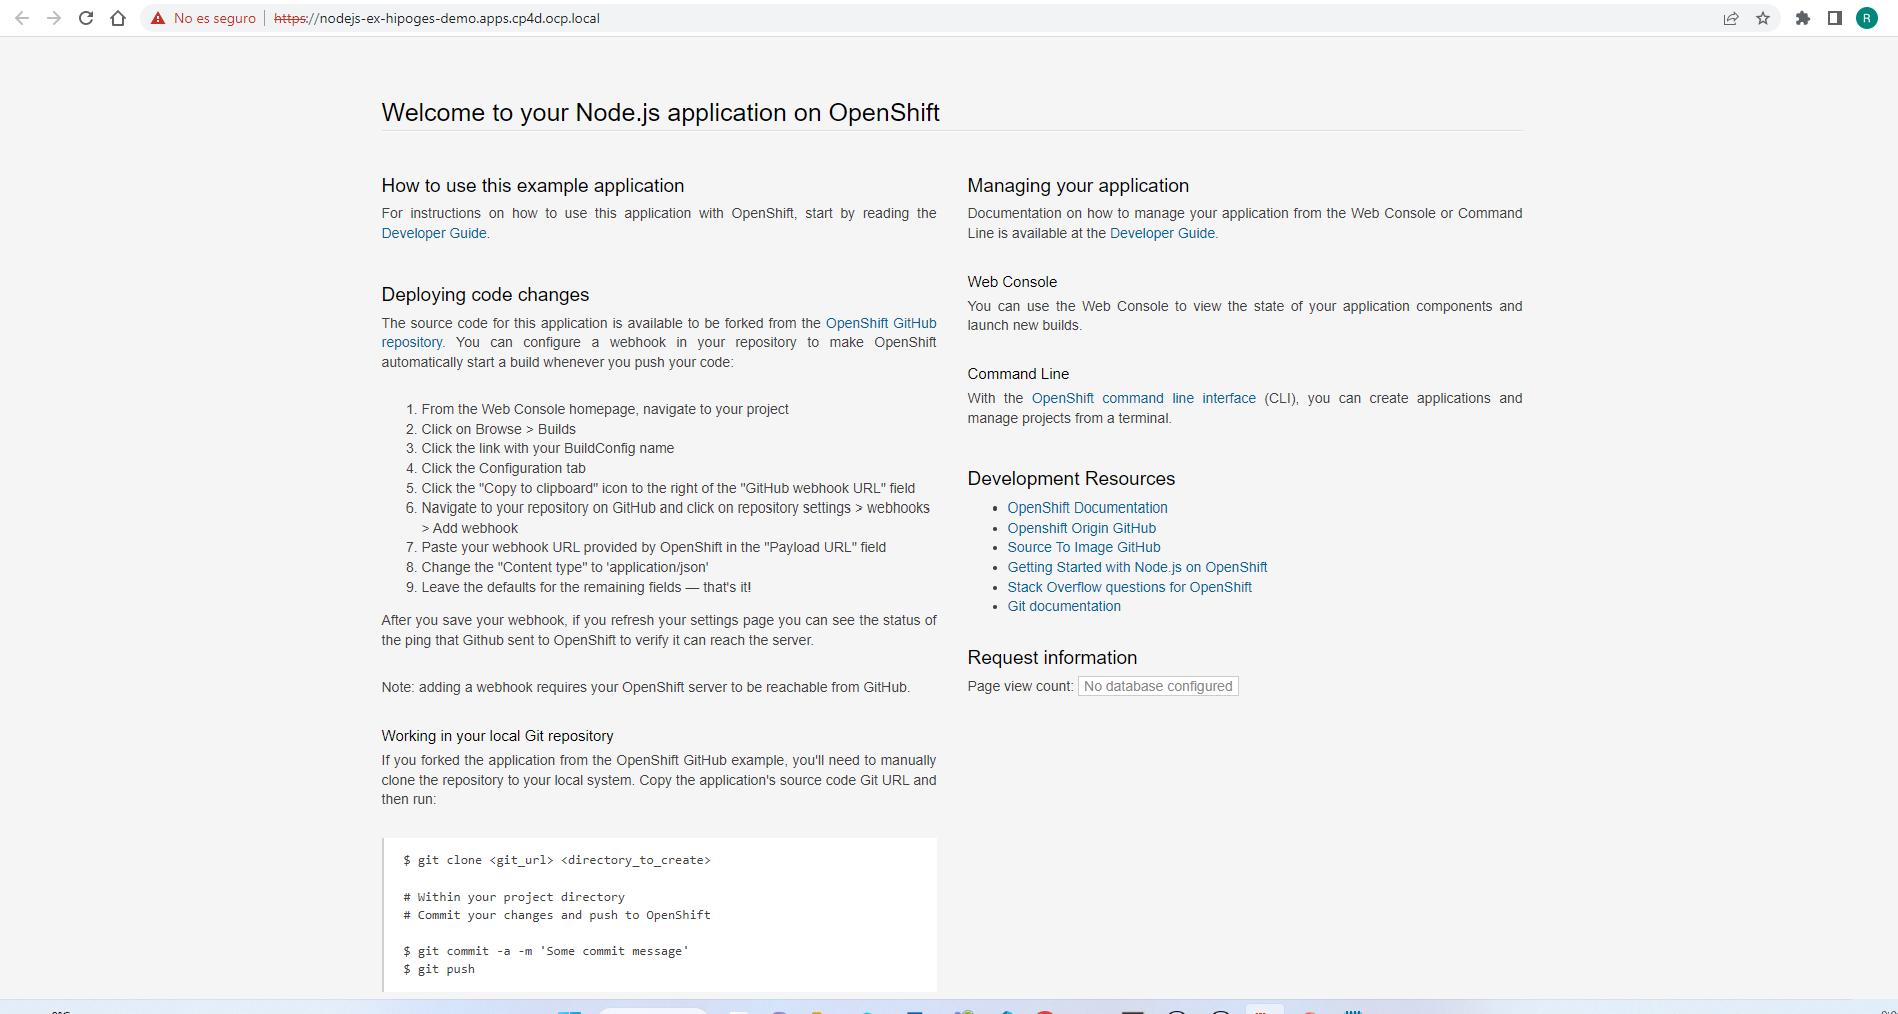 No es seguro | https://nodejs-ex-hipoges-demo.apps.cp4d.ocp.local
R
Welcome to your Node.js application on OpenShift
How to use this example application
For instructions on how to use this application with OpenShift, start by reading the
Developer Guide.
Deploying code changes
The source code for this application is available to be forked from the OpenShift GitHub
repository. You can configure a webhook in your repository to make OpenShift
automatically start a build whenever you push your code:
1. From the Web Console homepage, navigate to your project
2. Click on Browse > Builds
3. Click the link with your BuildConfig name
4. Click the Configuration tab
5. Click the "Copy to clipboard" icon to the right of the "GitHub webhook URL" field
6. Navigate to your repository on GitHub and click on repository settings > webhooks
> Add webhook
7. Paste your webhook URL provided by OpenShift in the "Payload URL" field
8. Change the "Content type" to 'application/json'
9. Leave the defaults for the remaining fields — that's it!
After you save your webhook, if you refresh your settings page you can see the status of
the ping that Github sent to OpenShift to verify it can reach the server.
Note: adding a webhook requires your OpenShift server to be reachable from GitHub.
Working in your local Git repository
If you forked the application from the OpenShift GitHub example, you'll need to manually
clone the repository to your local system. Copy the application's source code Git URL and
then run:
$ git clone <git_url> <directory_to_create>
# Within your project directory
# Commit your changes and push to OpenShift
$ git commit -a -m 'Some commit message'
$ git push
Managing your application
Documentation on how to manage your application from the Web Console or Command
Line is available at the Developer Guide.
Web Console
You can use the Web Console to view the state of your application components and
launch new builds.
Command Line
With the OpenShift command line interface (CLI), you can create applications and
manage projects from a terminal.
Development Resources
• OpenShift Documentation
• Openshift Origin GitHub
• Source To Image GitHub
• Getting Started with Node.js on OpenShift
• Stack Overflow questions for OpenShift
• Git documentation
Request information
Page view count: No database configured